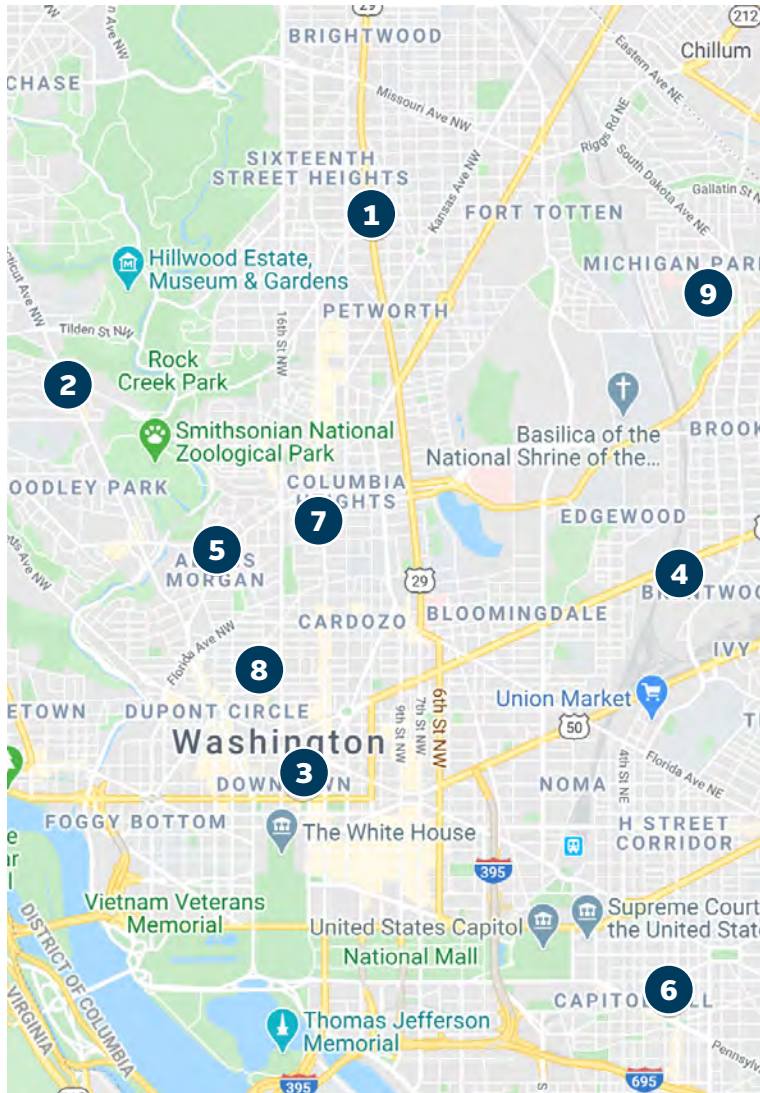 29
212
BRIGHTWOOD
Eastern Ave NE
Chillum
CHASE
Missouri Ave NW
Riggs Rd NE
SIXTEENTH
STREET HEIGHTS
Kansas Ave NW
South Dakota Ave NE
Gallatin St N
1
FORT TOTTEN
Hillwood Estate,
Museum & Gardens
MICHIGAN PARK
9
cticut Ave NW
16th St NW
PETWORTH
Tilden St NW
Rock
Creek Park
2
Smithsonian National
Zoological Park
Basilica of the
National Shrine of the...
BROOK
OODLEY PARK
COLUMBIA
HEIGHTS
7
EDGEWOOD
5
MORGAN
4
29
CARDOZO
BLOOMINGDALE
Florida Ave NW
8
IVY
ETOWN
DUPONT CIRCLE
9th St NW
7th St NW
6th St NW
Union Market
50
Washington
3
DOWNTOWN
4th St NE
Florida Ave NE
NOMA
FOGGY BOTTOM
The White House
H STREET
CORRIDOR
395
Vietnam Veterans
Memorial
United States Capitol
Supreme Court
the United State
National Mall
DISTRICT OF COLUMBIA
VIRGINIA
6
Thomas Jefferson
Memorial
Pennsylv
395
695